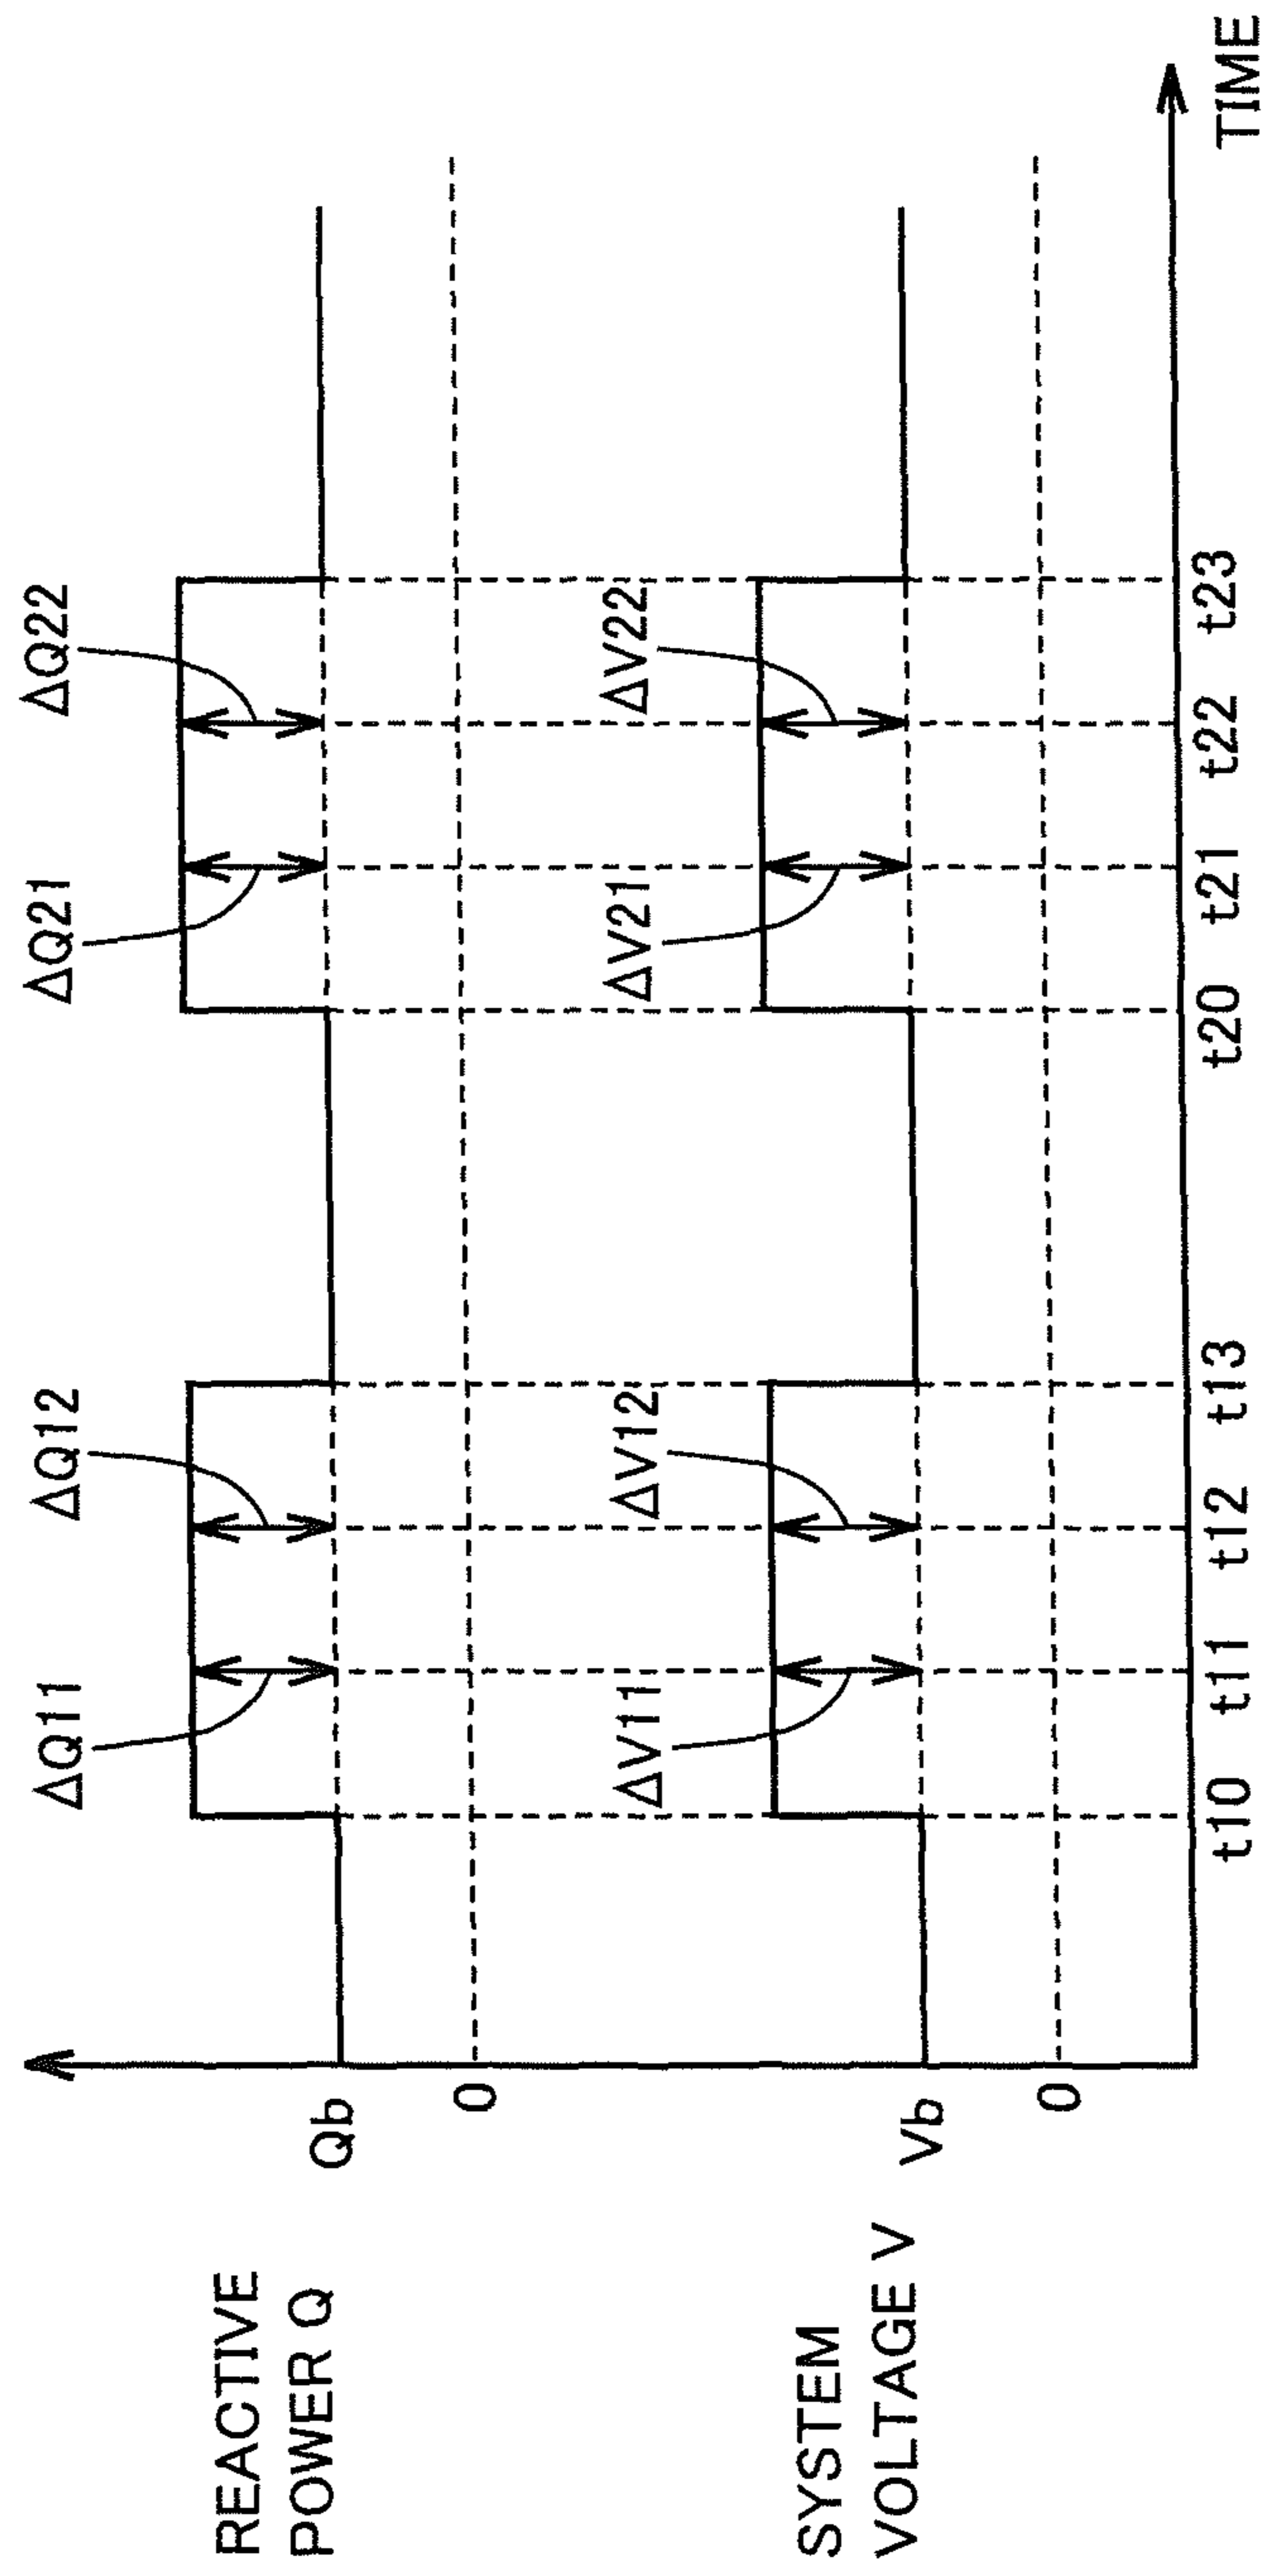 ΔQ11
ΔQ12
ΔQ21
ΔQ22
REACTIVE
POWER Q
Qb
0
ΔV11
ΔV12
ΔV21
ΔV22
SYSTEM
VOLTAGE V
Vb
0
t10 t11 t12 t13 t20 t21 t22 t23
TIME